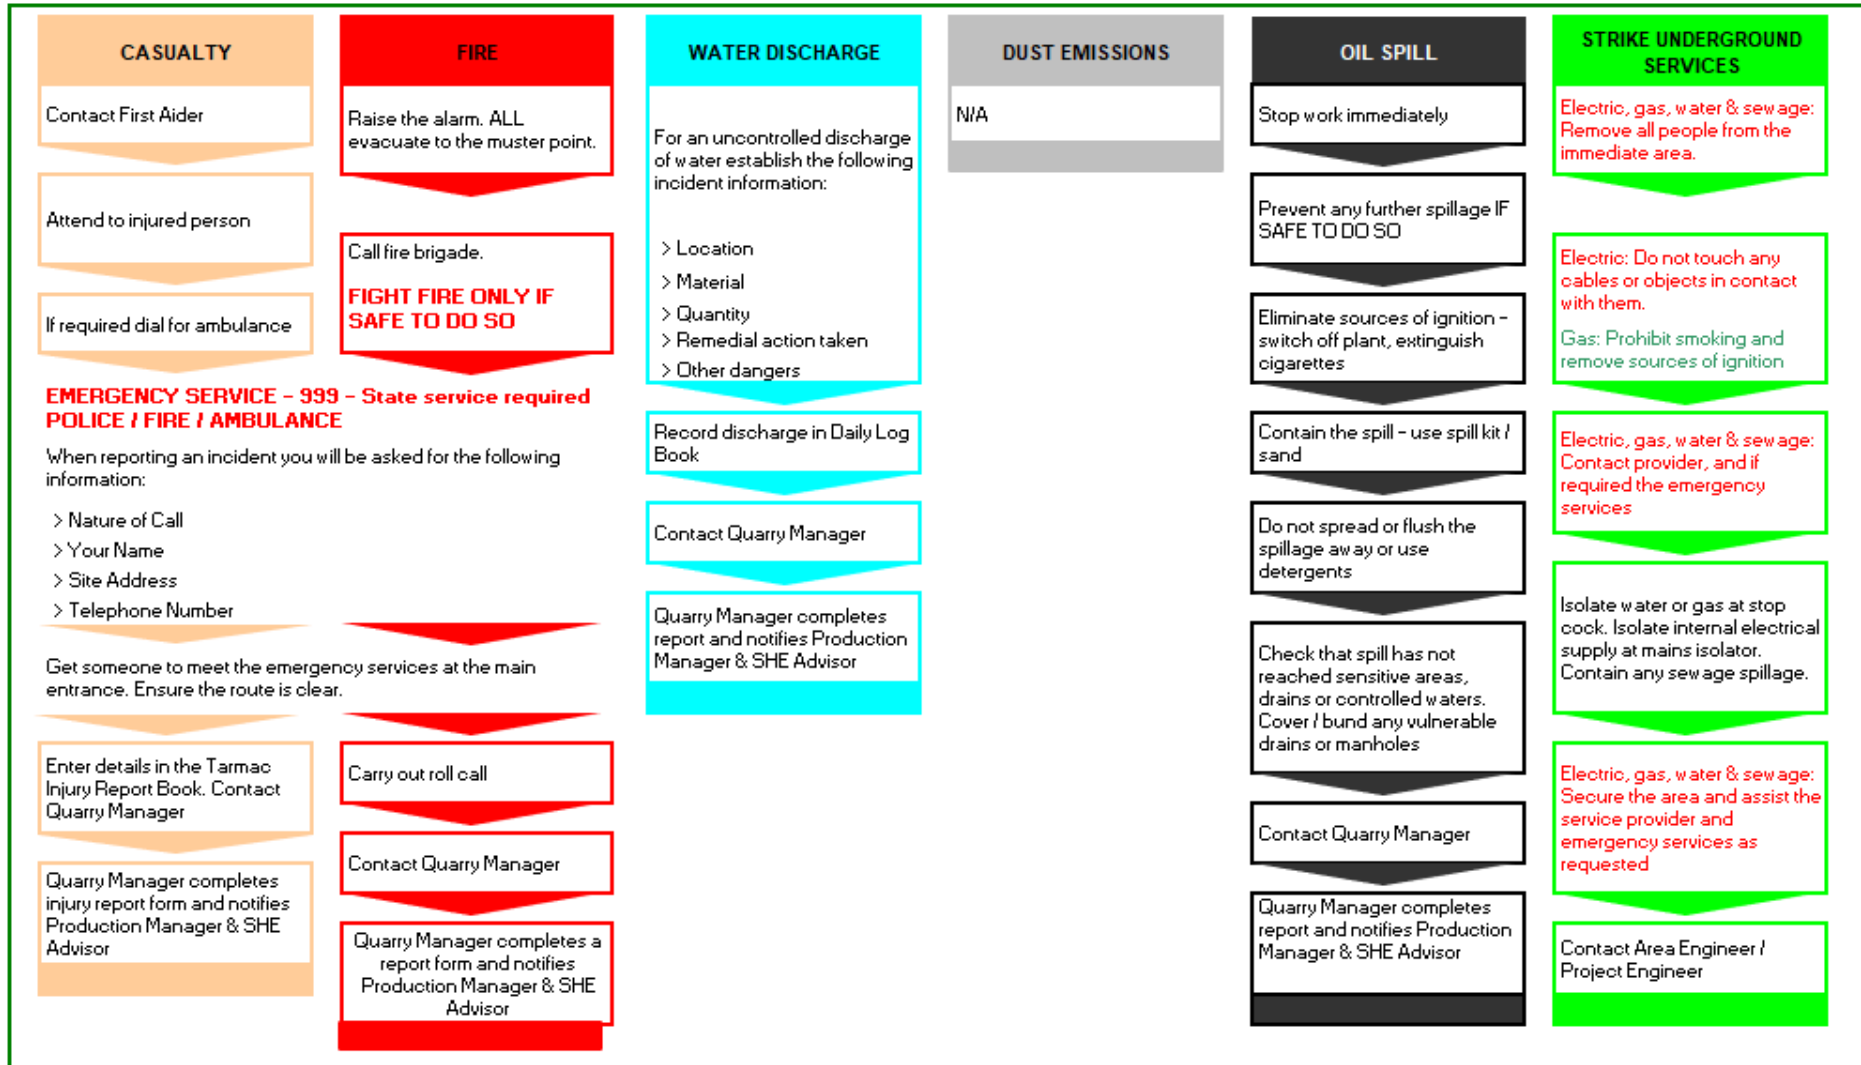 CASUALTY
Contact First Aider
Attend to injured person
If required dial for ambulance
FIRE
Raise the alarm. ALL
evacuate to the muster point.
Call fire brigade.
FIGHT FIRE ONLY IF
SAFE TO DO SO
EMERGENCY SERVICE - 999 - State service required
POLICE / FIRE / AMBULANCE
When reporting an incident you will be asked for the following
information:
> Nature of Call
> Your Name
> Site Address
> Telephone Number
Get someone to meet the emergency services at the main
entrance. Ensure the route is clear.
Enter details in the Tarmac
Injury Report Book. Contact
Quarry Manager
Quarry Manager completes
injury report form and notifies
Production Manager & SHE
Advisor
Carry out roll call
Contact Quarry Manager
Quarry Manager completes a
report form and notifies
Production Manager & SHE
Advisor
WATER DISCHARGE
For an uncontrolled discharge
of water establish the following
incident information:
> Location
> Material
> Quantity
> Remedial action taken
> Other dangers
Record discharge in Daily Log
Book
Contact Quarry Manager
Quarry Manager completes
report and notifies Production
Manager & SHE Advisor
DUST EMISSIONS
N/A
OIL SPILL
Stop work immediately
Prevent any further spillage IF
SAFE TO DO SO
Eliminate sources of ignition -
switch off plant, extinguish
cigarettes
Contain the spill - use spill kit /
sand
Do not spread or flush the
spillage away or use
detergents
Check that spill has not
reached sensitive areas,
drains or controlled waters.
Cover / bund any vulnerable
drains or manholes
Contact Quarry Manager
Quarry Manager completes
report and notifies Production
Manager & SHE Advisor
STRIKE UNDERGROUND
SERVICES
Electric, gas, water & sewage:
Remove all people from the
immediate area.
Electric: Do not touch any
cables or objects in contact
with them.
Gas: Prohibit smoking and
remove sources of ignition
Electric, gas, water & sewage:
Contact provider, and if
required the emergency
services
Isolate water or gas at stop
cock. Isolate internal electrical
supply at mains isolator.
Contain any sewage spillage.
Electric, gas, water & sewage:
Secure the area and assist the
service provider and
emergency services as
requested
Contact Area Engineer /
Project Engineer